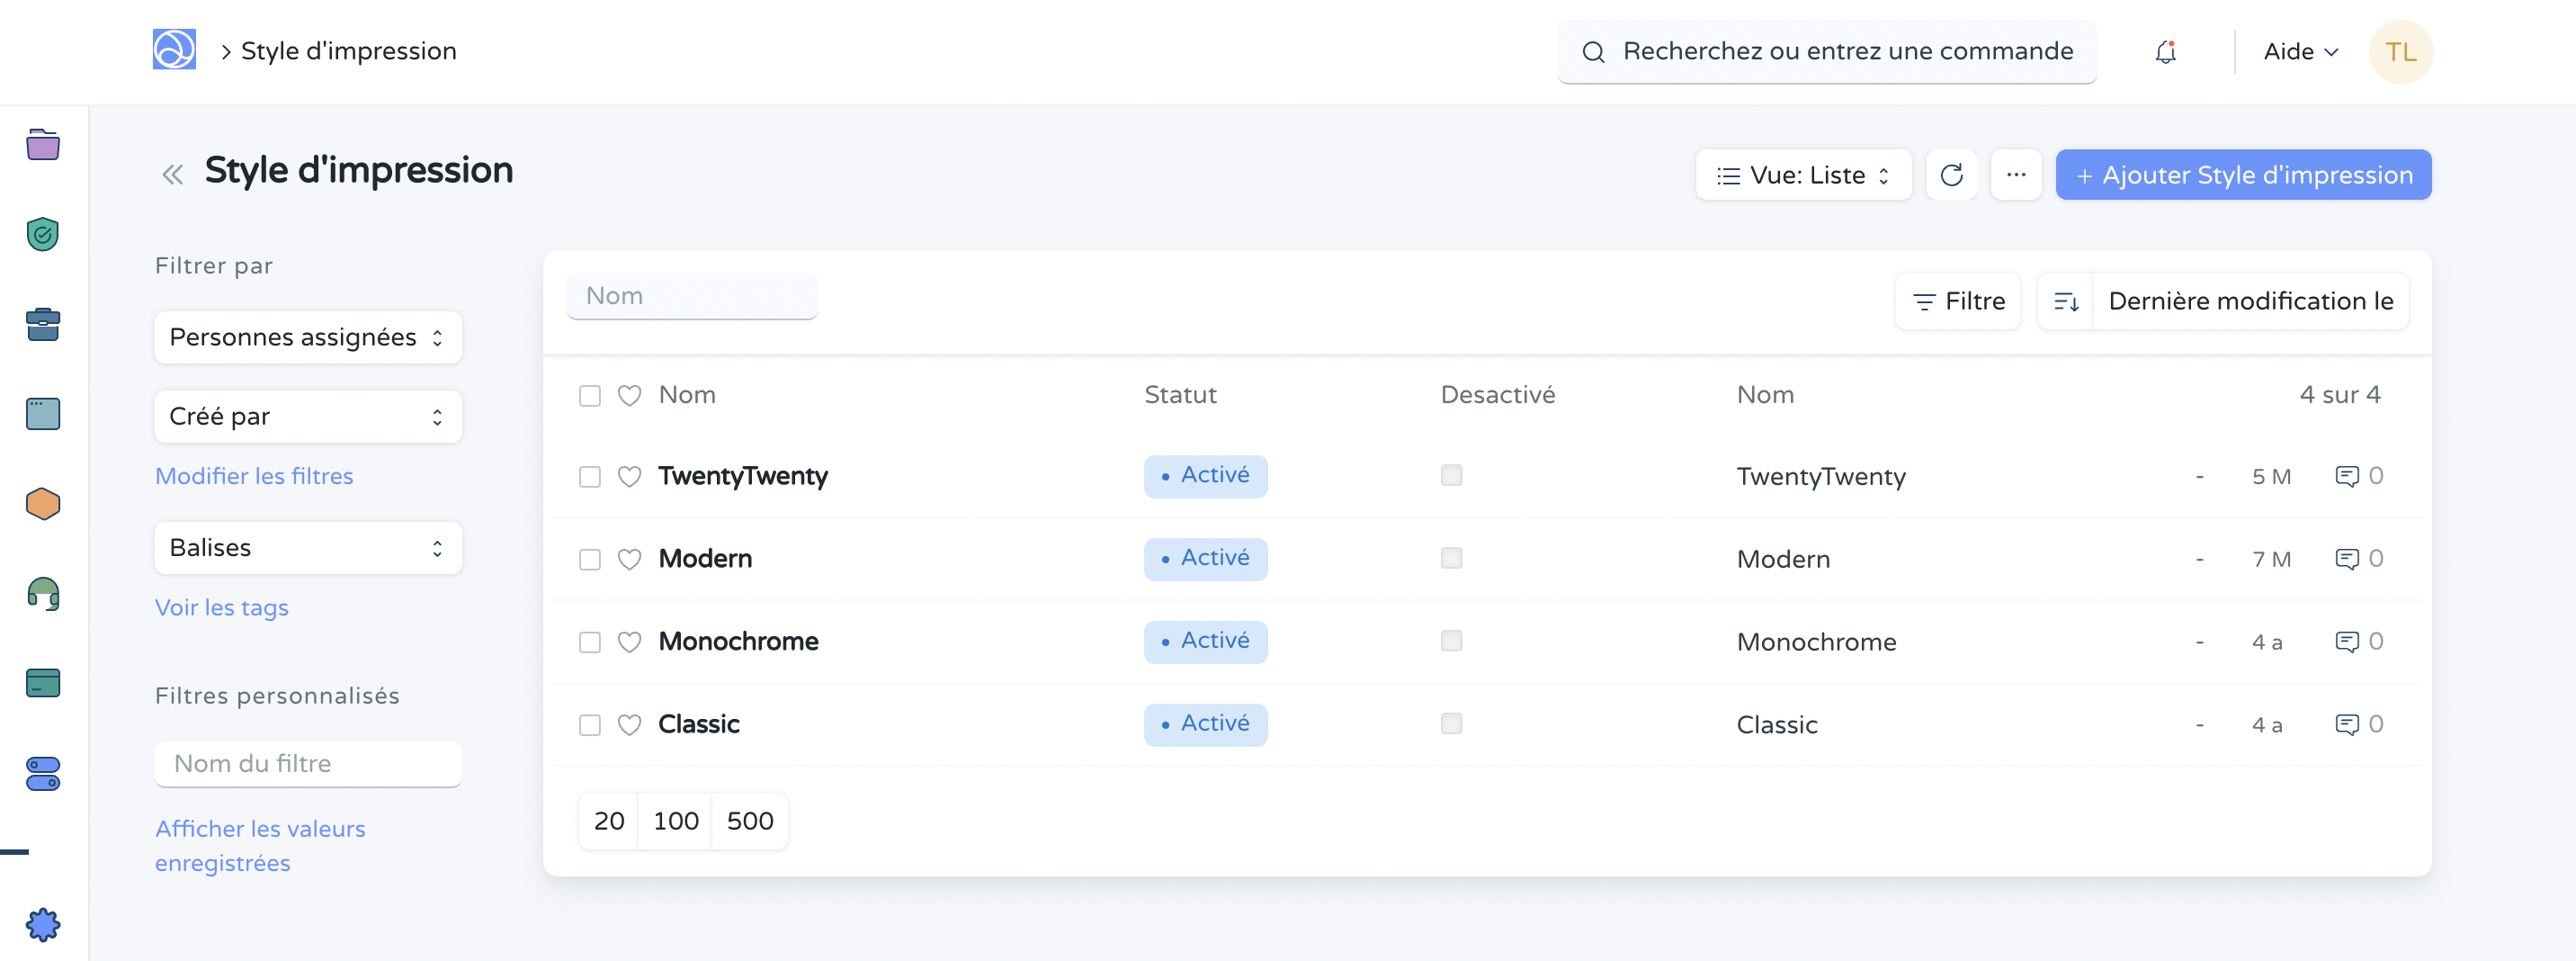 Style d'impression
Recherchez ou entrez une commande
Aide
TL
Style d'impression
Vue: Liste
+ Ajouter Style d'impression
Filtrer par
Personnes assignées
Créé par
Modifier les filtres
Balises
Voir les tags
Filtres personnalisés
Nom du filtre
Afficher les valeurs
enregistrées
Nom
Filtre
Dernière modification le
Nom Statut Desactivé Nom 4 sur 4
TwentyTwenty • Activé TwentyTwenty - 5 M 0
Modern • Activé Modern - 7 M 0
Monochrome • Activé Monochrome - 4 a 0
Classic • Activé Classic - 4 a 0
20 100 500